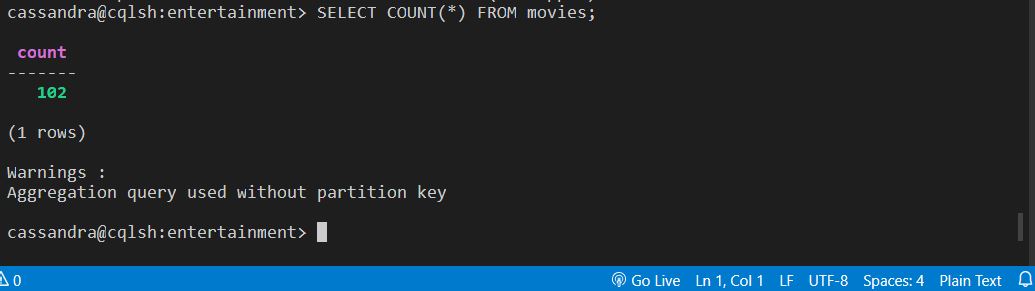 cassandra@cqlsh:entertainment> SELECT COUNT(*) FROM movies;
count
-------
102
(1 rows)
Warnings :
Aggregation query used without partition key
cassandra@cqlsh:entertainment>
0 Go Live Ln 1, Col 1 LF UTF-8 Spaces: 4 Plain Text